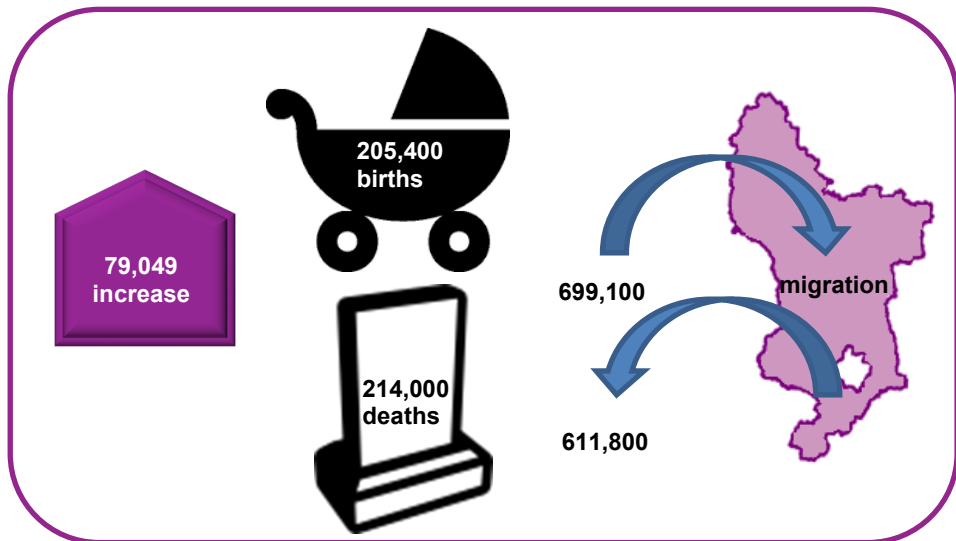 79,049
increase
205,400
births
214,000
deaths
699,100
migration
611,800